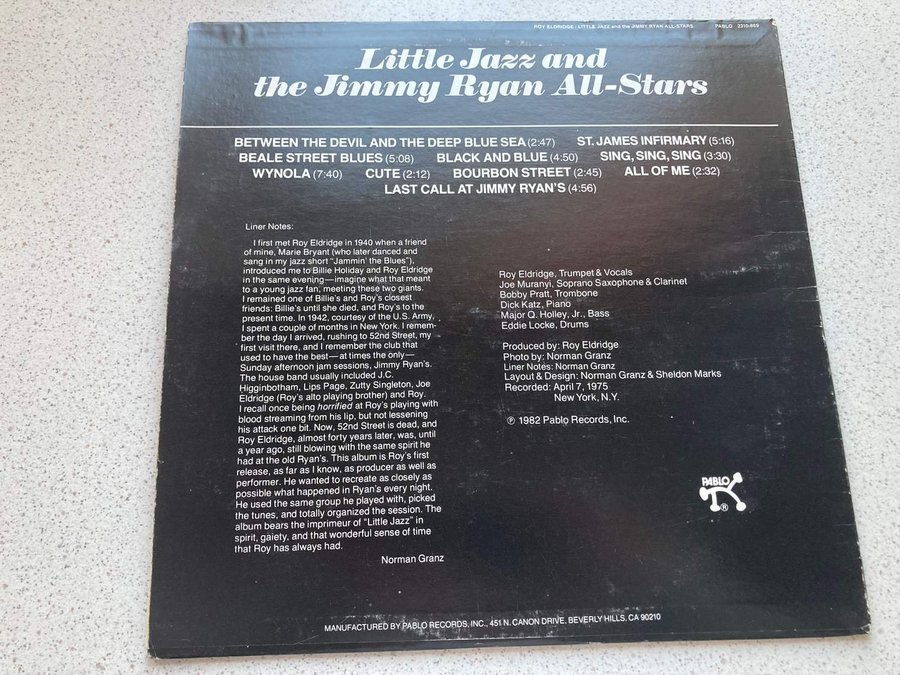 ROY ELDRIDGE / LITTLE JAZZ and the JIMMY RYAN ALL-STARS PABLO 2310-869
Little Jazz and
the Jimmy Ryan All-Stars
BETWEEN THE DEVIL AND THE DEEP BLUE SEA (2:47) ST. JAMES INFIRMARY (5:16)
BEALE STREET BLUES (5:08) BLACK AND BLUE (4:50) SING, SING, SING (3:30)
WYNOLA (7:40) CUTE (2:12) BOURBON STREET (2:45) ALL OF ME (2:32)
LAST CALL AT JIMMY RYAN'S (4:56)
Liner Notes:
I first met Roy Eldridge in 1940 when a friend
of mine, Marie Bryant (who later danced and
sang in my jazz short "Jammin' the Blues"),
introduced me to Billie Holiday and Roy Eldridge
in the same evening—imagine what that meant
to a young jazz fan, meeting these two giants.
I remained one of Billie's and Roy's closest
friends: Billie's until she died, and Roy's to the
present time. In 1942, courtesy of the U.S. Army,
I spent a couple of months in New York. I remem-
ber the day I arrived, rushing to 52nd Street, my
first visit there, and I remember the club that
used to have the best—at times the only—
Sunday afternoon jam sessions, Jimmy Ryan's.
The house band usually included J.C.
Higginbotham, Lips Page, Zutty Singleton, Joe
Eldridge (Roy's alto playing brother) and Roy.
I recall once being horrified at Roy's playing with
blood streaming from his lip, but not lessening
his attack one bit. Now, 52nd Street is dead, and
Roy Eldridge, almost forty years later, was, until
a year ago, still blowing with the same spirit he
had at the old Ryan's. This album is Roy's first
release, as far as I know, as producer as well as
performer. He wanted to recreate as closely as
possible what happened in Ryan's every night.
He used the same group he played with, picked
the tunes, and totally organized the session. The
album bears the imprimeur of "Little Jazz" in
spirit, gaiety, and that wonderful sense of time
that Roy has always had.
Norman Granz
Roy Eldridge, Trumpet & Vocals
Joe Muranyi, Soprano Saxophone & Clarinet
Bobby Pratt, Trombone
Dick Katz, Piano
Major Q. Holley, Jr., Bass
Eddie Locke, Drums
Produced by: Roy Eldridge
Photo by: Norman Granz
Liner Notes: Norman Granz
Layout & Design: Norman Granz & Sheldon Marks
Recorded: April 7, 1975
New York, N.Y.
℗ 1982 Pablo Records, Inc.
PABLO
®
MANUFACTURED BY PABLO RECORDS, INC., 451 N. CANON DRIVE, BEVERLY HILLS, CA 90210